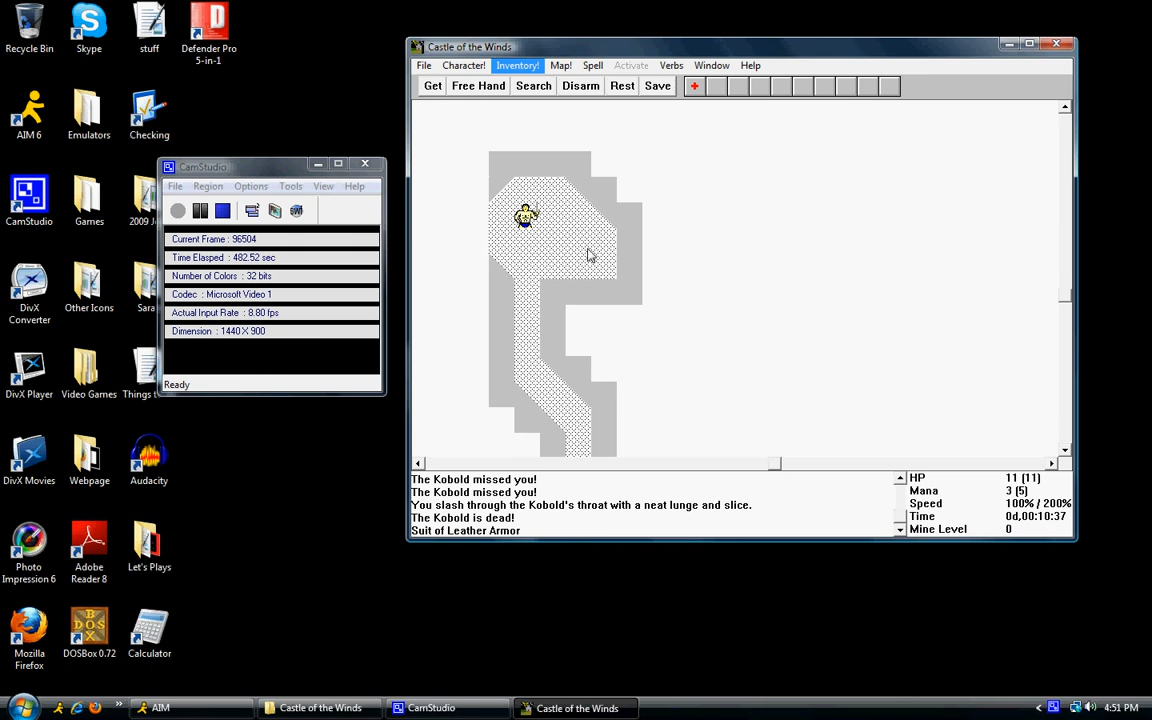 Recycle Bin
Skype
stuff
Defender Pro
5-in-1
AIM 6
Emulators
Checking
CamStudio
Games
2009 J
DivX
Converter
Other Icons
Sara
DivX Player
Video Games
Things t
DivX Movies
Webpage
Audacity
Photo
Impression 6
Adobe
Reader 8
Let's Plays
Mozilla
Firefox
DOSBox 0.72
Calculator
CamStudio
File Region Options Tools View Help
Current Frame : 96504
Time Elasped : 482.52 sec
Number of Colors : 32 bits
Codec : Microsoft Video 1
Actual Input Rate : 8.80 fps
Dimension : 1440 X 900
Ready
Castle of the Winds
File Character! Inventory! Map! Spell Activate Verbs Window Help
Get Free Hand Search Disarm Rest Save
The Kobold missed you!
The Kobold missed you!
You slash through the Kobold's throat with a neat lunge and slice.
The Kobold is dead!
Suit of Leather Armor
HP 11 (11)
Mana 3 (5)
Speed 100% / 200%
Time 0d,00:10:37
Mine Level 0
AIM
Castle of the Winds
CamStudio
Castle of the Winds
4:51 PM